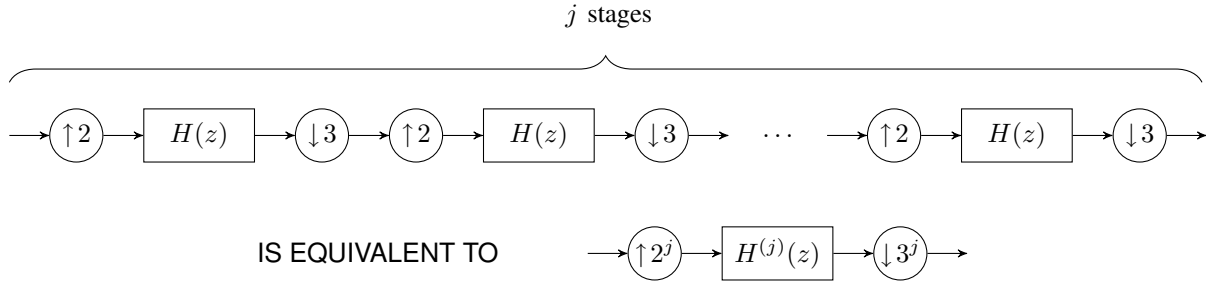 j stages
↑2 H(z) ↓3 ↑2 H(z) ↓3 ··· ↑2 H(z) ↓3
IS EQUIVALENT TO ↑2^j H^(j)(z) ↓3^j